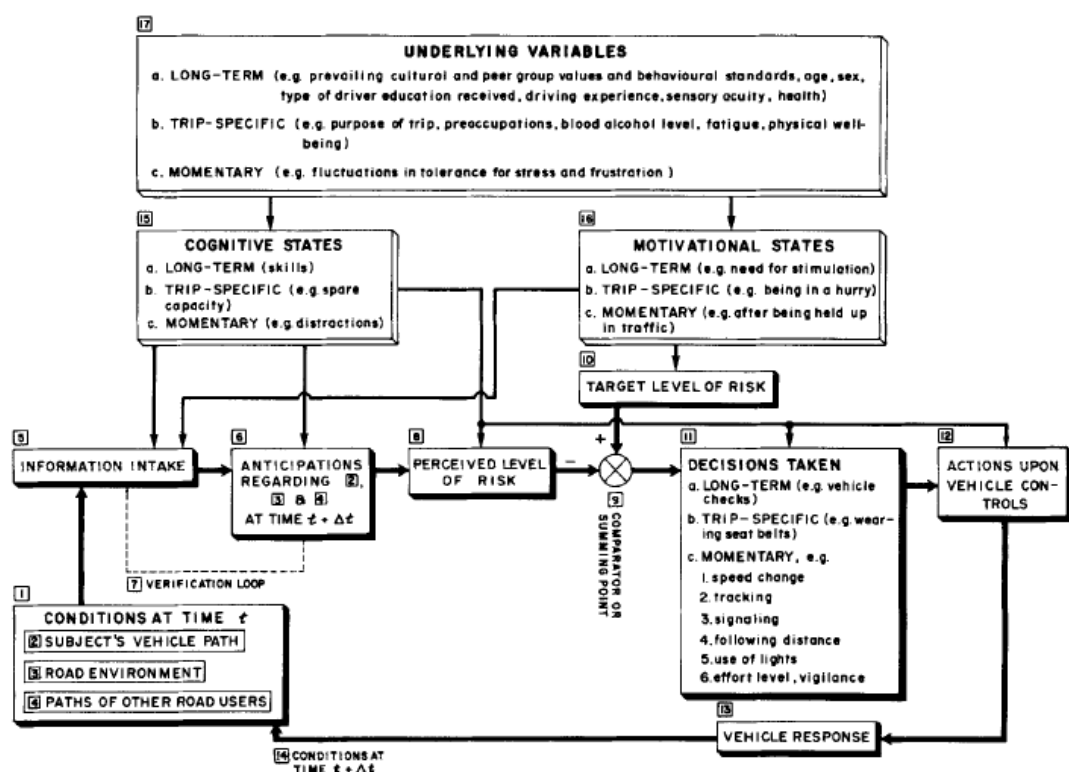 17
UNDERLYING VARIABLES
a. LONG-TERM (e.g. prevailing cultural and peer group values and behavioural standards, age, sex,
type of driver education received, driving experience, sensory acuity, health)
b. TRIP-SPECIFIC (e.g. purpose of trip, preoccupations, blood alcohol level, fatigue, physical well-
being)
c. MOMENTARY (e.g. fluctuations in tolerance for stress and frustration)
15
COGNITIVE STATES
a. LONG-TERM (skills)
b. TRIP-SPECIFIC (e.g. spare
capacity)
c. MOMENTARY (e.g. distractions)
16
MOTIVATIONAL STATES
a. LONG-TERM (e.g. need for stimulation)
b. TRIP-SPECIFIC (e.g. being in a hurry)
c. MOMENTARY (e.g. after being held up
in traffic)
10
TARGET LEVEL OF RISK
5
INFORMATION INTAKE
6
ANTICIPATIONS
REGARDING 2,
3 & 4
AT TIME t + Δt
8
PERCEIVED LEVEL
OF RISK
+
−
9 COMPARATOR OR
SUMMING POINT
11
DECISIONS TAKEN
a. LONG-TERM (e.g. vehicle
checks)
b. TRIP-SPECIFIC (e.g. wear-
ing seat belts)
c. MOMENTARY, e.g.
1. speed change
2. tracking
3. signaling
4. following distance
5. use of lights
6. effort level, vigilance
12
ACTIONS UPON
VEHICLE CON-
TROLS
7 VERIFICATION LOOP
1
CONDITIONS AT TIME t
2 SUBJECT'S VEHICLE PATH
3 ROAD ENVIRONMENT
4 PATHS OF OTHER ROAD USERS
13
VEHICLE RESPONSE
14 CONDITIONS AT
TIME t + Δt